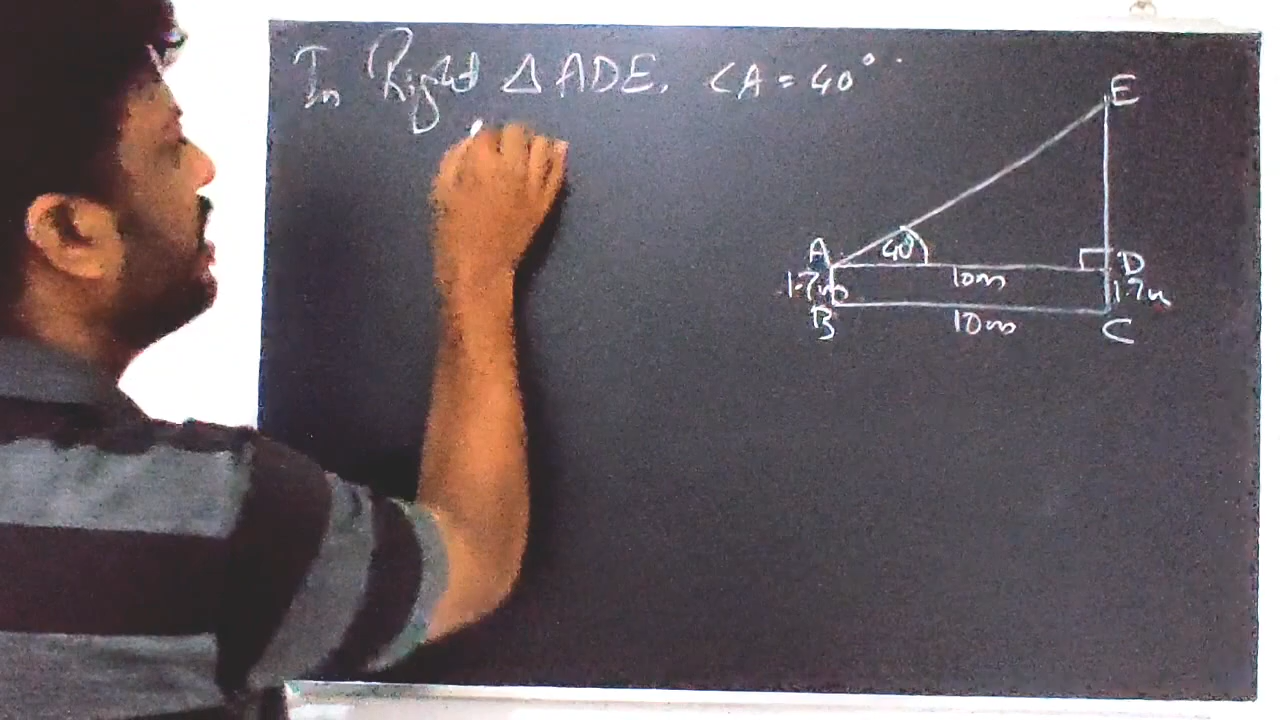 In Right △ ADE, ∠A = 40°
E
A
40°
D
1.7m
10m
1.7m
B
10m
C